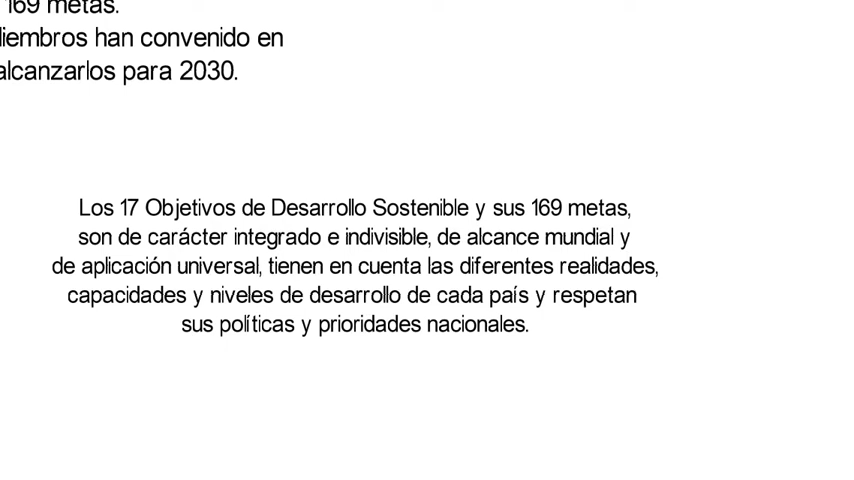 169 metas.
Miembros han convenido en
alcanzarlos para 2030.
Los 17 Objetivos de Desarrollo Sostenible y sus 169 metas,
son de carácter integrado e indivisible, de alcance mundial y
de aplicación universal, tienen en cuenta las diferentes realidades,
capacidades y niveles de desarrollo de cada país y respetan
sus políticas y prioridades nacionales.